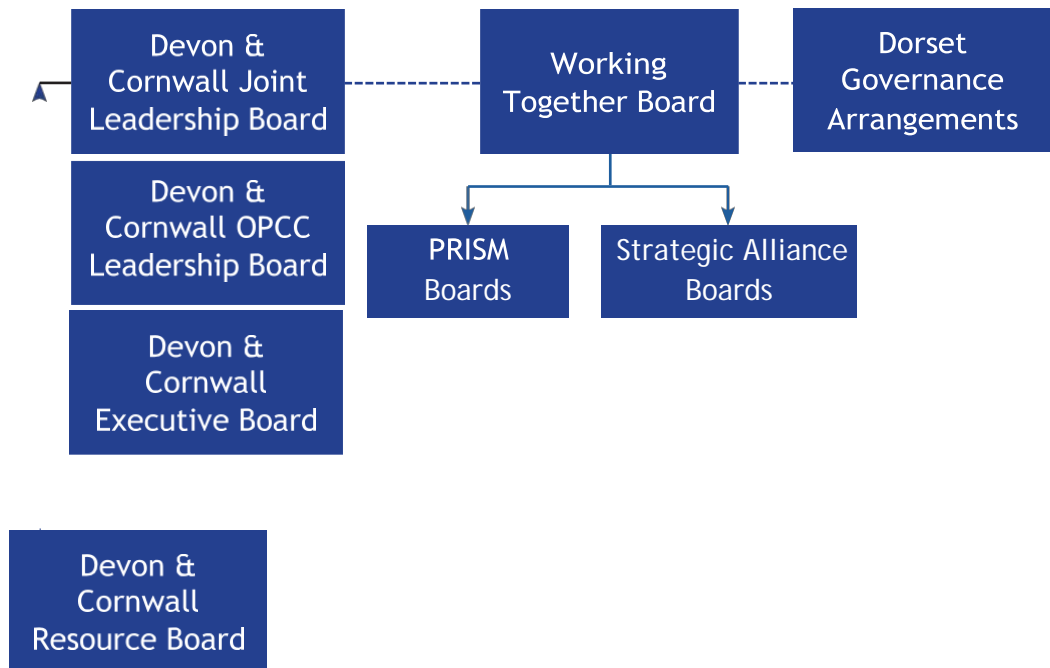 Devon &
Cornwall Joint
Leadership Board
Working
Together Board
Dorset
Governance
Arrangements
Devon &
Cornwall OPCC
Leadership Board
PRISM
Boards
Strategic Alliance
Boards
Devon &
Cornwall
Executive Board
Devon &
Cornwall
Resource Board